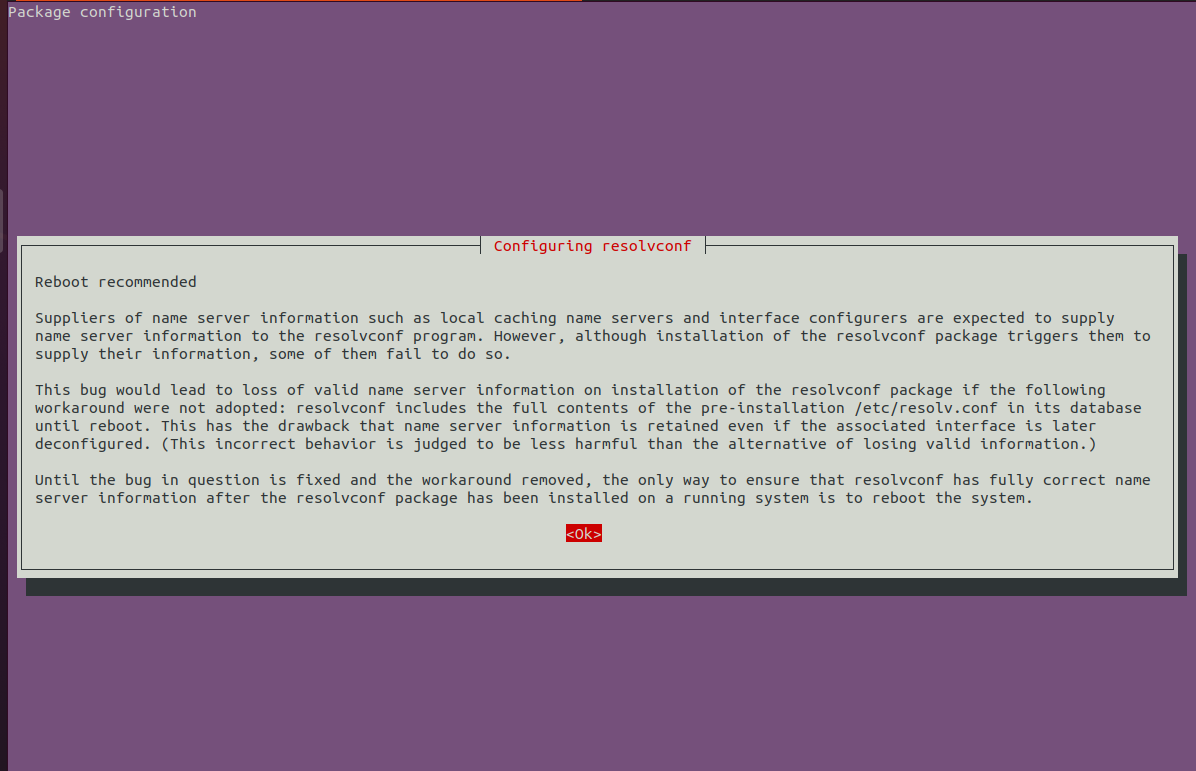 Package configuration
Configuring resolvconf
Reboot recommended
Suppliers of name server information such as local caching name servers and interface configurers are expected to supply
name server information to the resolvconf program. However, although installation of the resolvconf package triggers them to
supply their information, some of them fail to do so.
This bug would lead to loss of valid name server information on installation of the resolvconf package if the following
workaround were not adopted: resolvconf includes the full contents of the pre-installation /etc/resolv.conf in its database
until reboot. This has the drawback that name server information is retained even if the associated interface is later
deconfigured. (This incorrect behavior is judged to be less harmful than the alternative of losing valid information.)
Until the bug in question is fixed and the workaround removed, the only way to ensure that resolvconf has fully correct name
server information after the resolvconf package has been installed on a running system is to reboot the system.
<Ok>